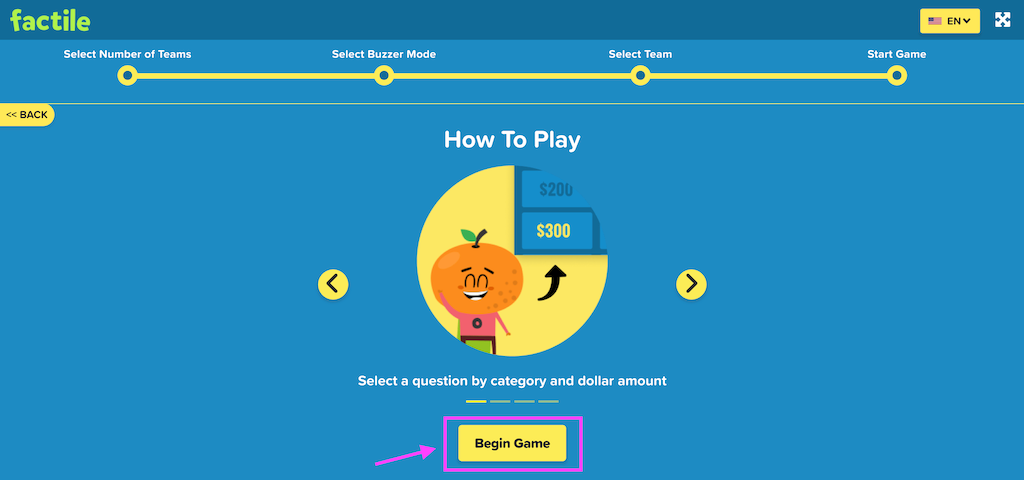 factile
EN
Select Number of Teams
Select Buzzer Mode
Select Team
Start Game
<< BACK
How To Play
$200
$300
Select a question by category and dollar amount
Begin Game